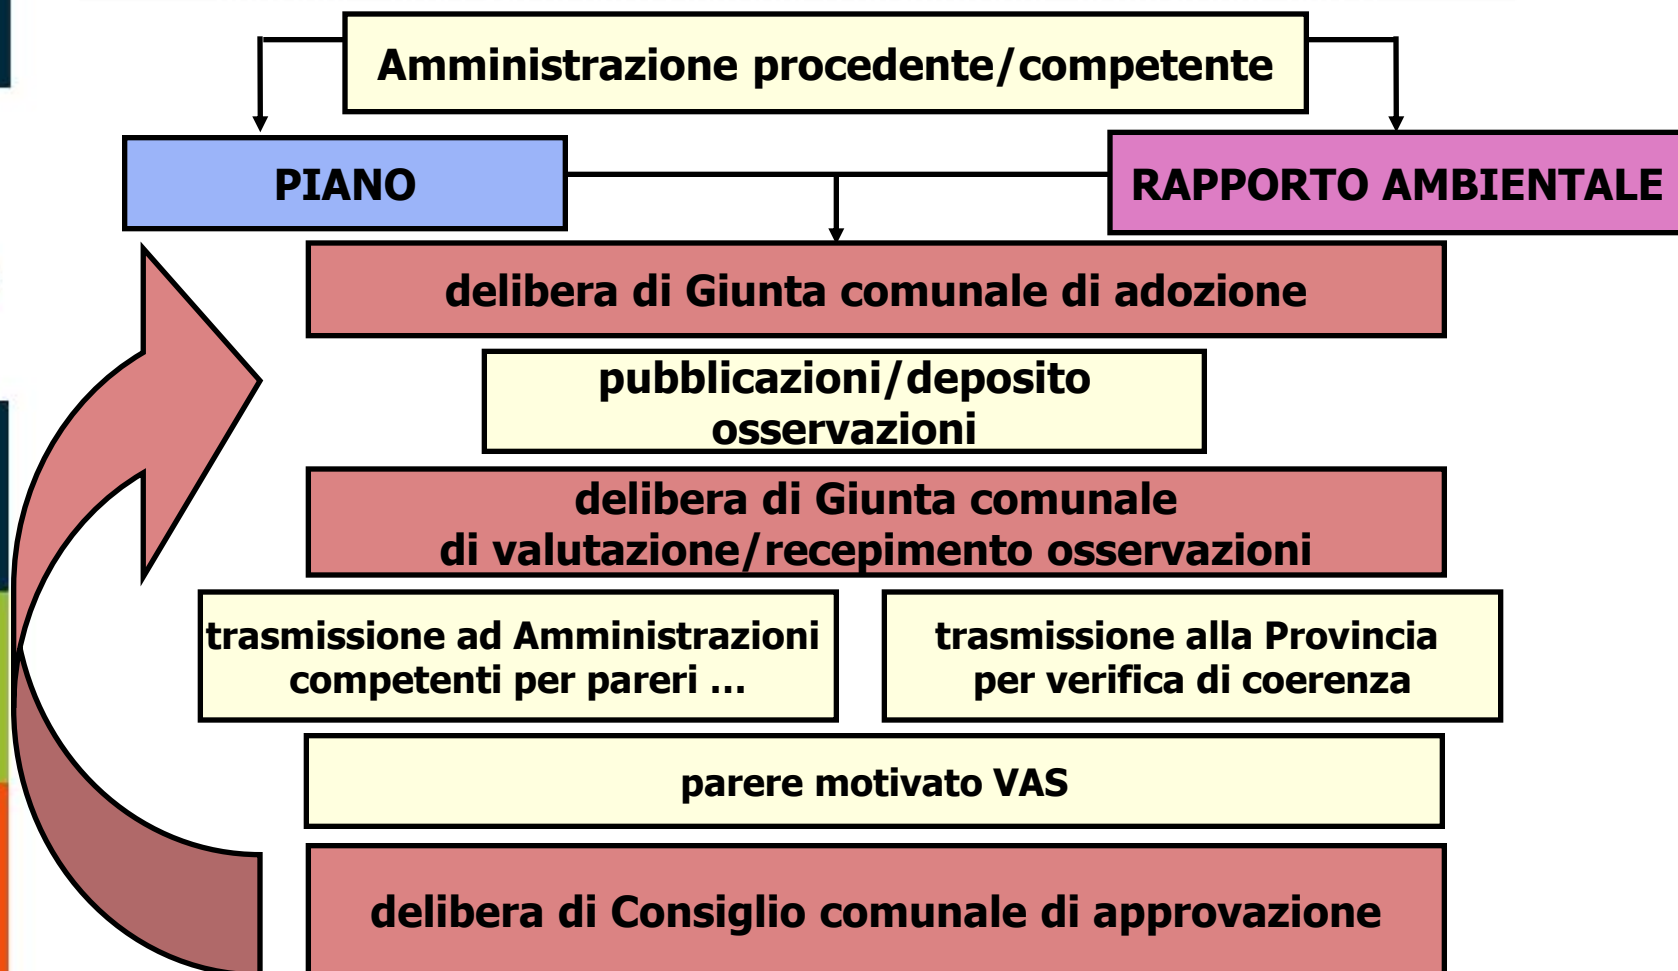 Amministrazione procedente/competente
PIANO
RAPPORTO AMBIENTALE
delibera di Giunta comunale di adozione
pubblicazioni/deposito
osservazioni
delibera di Giunta comunale
di valutazione/recepimento osservazioni
trasmissione ad Amministrazioni
competenti per pareri ...
trasmissione alla Provincia
per verifica di coerenza
parere motivato VAS
delibera di Consiglio comunale di approvazione